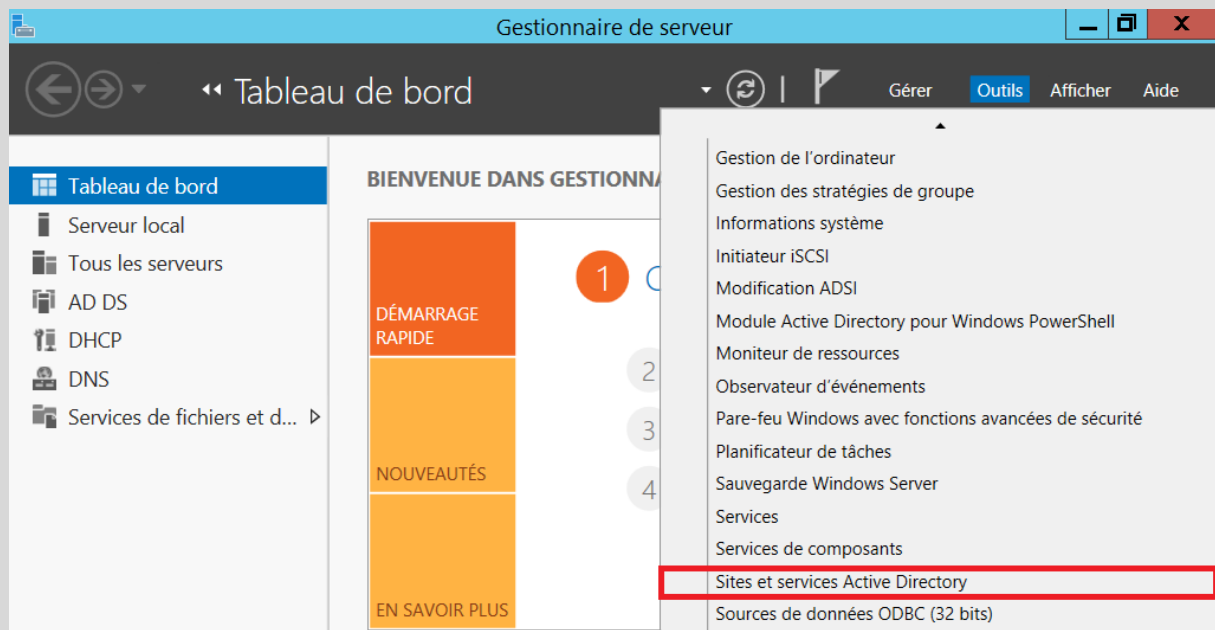 Gestionnaire de serveur
Tableau de bord
Gérer Outils Afficher Aide
Tableau de bord
Serveur local
Tous les serveurs
AD DS
DHCP
DNS
Services de fichiers et d...
BIENVENUE DANS GESTIONNA
DÉMARRAGE
RAPIDE
NOUVEAUTÉS
EN SAVOIR PLUS
1
2
3
4
Gestion de l'ordinateur
Gestion des stratégies de groupe
Informations système
Initiateur iSCSI
Modification ADSI
Module Active Directory pour Windows PowerShell
Moniteur de ressources
Observateur d'événements
Pare-feu Windows avec fonctions avancées de sécurité
Planificateur de tâches
Sauvegarde Windows Server
Services
Services de composants
Sites et services Active Directory
Sources de données ODBC (32 bits)